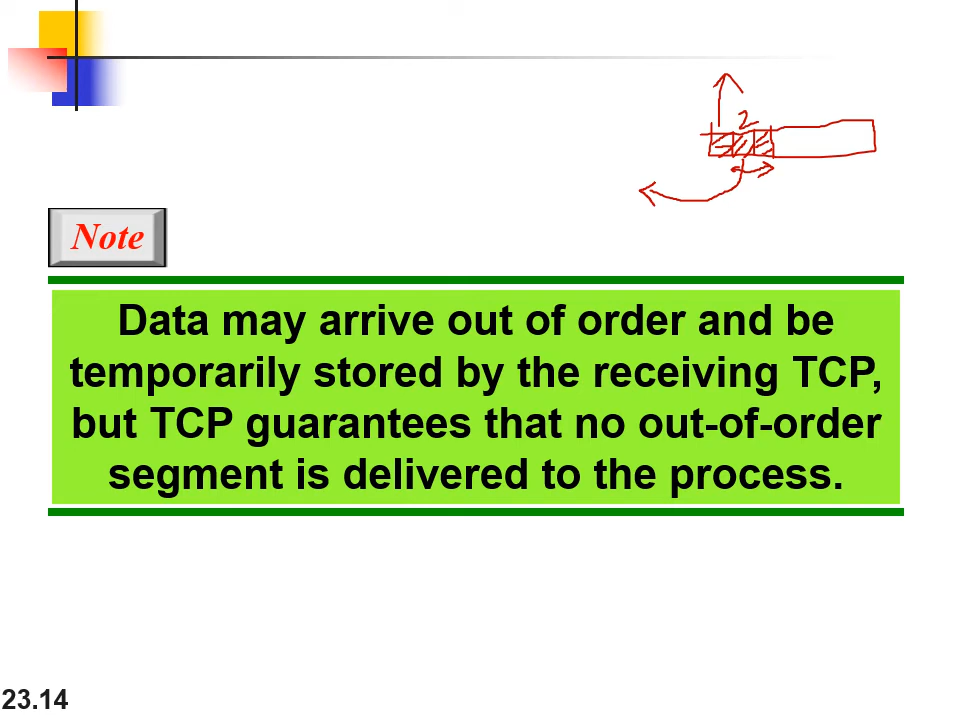 2
Note
Data may arrive out of order and be
temporarily stored by the receiving TCP,
but TCP guarantees that no out-of-order
segment is delivered to the process.
23.14